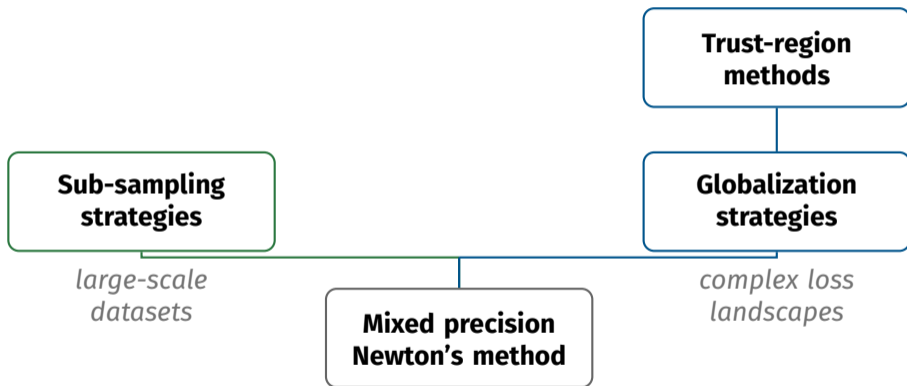 Trust-region
methods
Sub-sampling
strategies
Globalization
strategies
large-scale
datasets
complex loss
landscapes
Mixed precision
Newton’s method